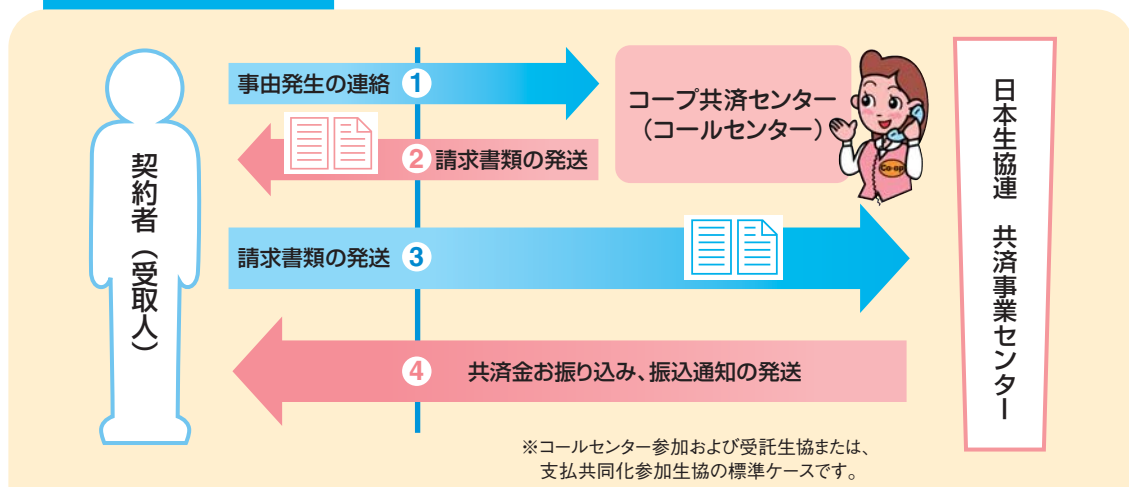 事由発生の連絡 1
コープ共済センター
（コールセンター）
Co·op
2 請求書類の発送
契約者（受取人）
請求書類の発送 3
日本生協連 共済事業センター
4 共済金お振り込み、振込通知の発送
※コールセンター参加および受託生協または、
支払共同化参加生協の標準ケースです。